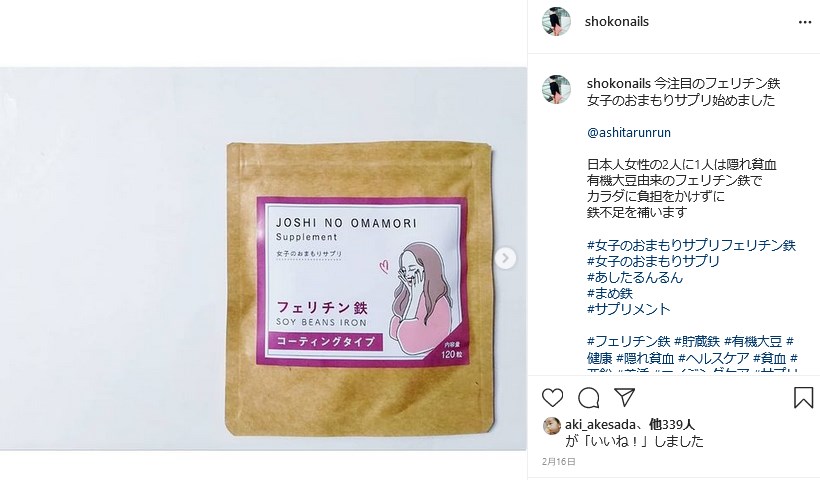 shokonails
shokonails 今注目のフェリチン鉄
女子のおまもりサプリ始めました
@ashitarunrun
日本人女性の2人に1人は隠れ貧血
有機大豆由来のフェリチン鉄で
カラダに負担をかけずに
鉄不足を補います
#女子のおまもりサプリフェリチン鉄
#女子のおまもりサプリ
#あしたるんるん
#まめ鉄
#サプリメント
#フェリチン鉄 #貯蔵鉄 #有機大豆 #
健康 #隠れ貧血 #ヘルスケア #貧血 #
aki_akesada、他339人
が「いいね！」しました
2月16日
JOSHI NO OMAMORI
Supplement
女子のおまもりサプリ
フェリチン鉄
SOY BEANS IRON
コーティングタイプ
内容量
120粒